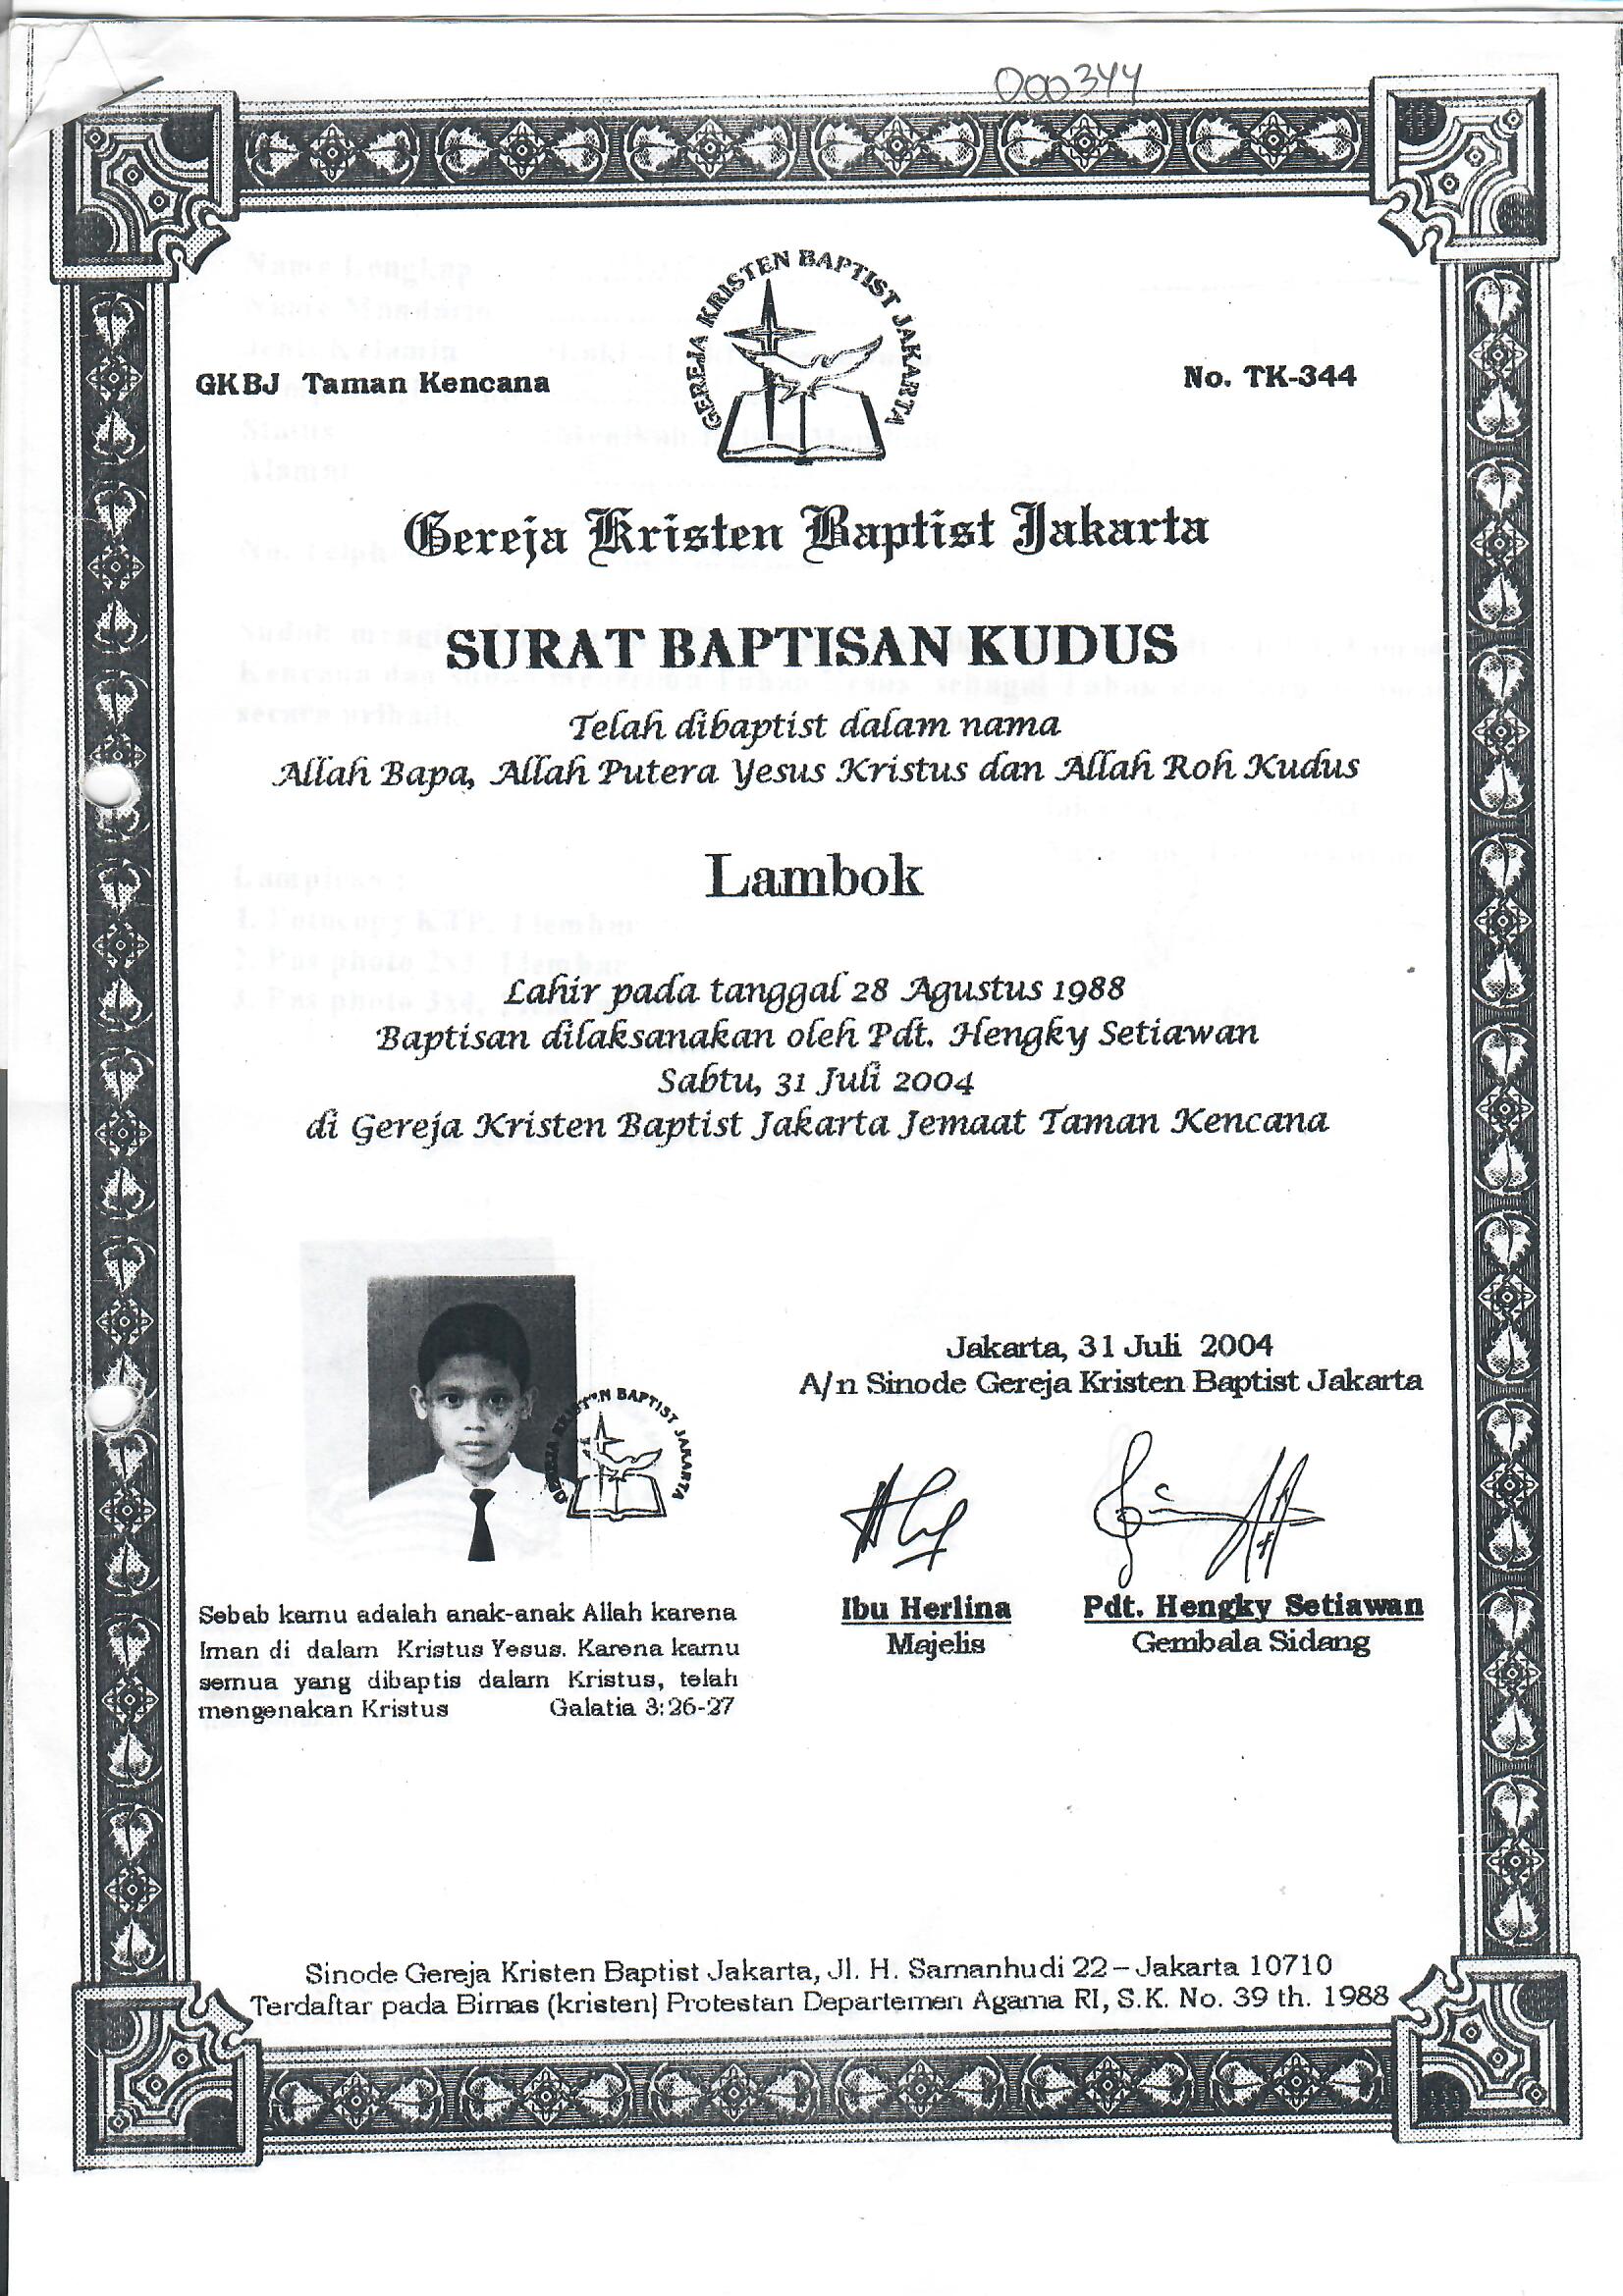 000344
GEREJA KRISTEN BAPTIST JAKARTA
GKBJ Taman Kencana
No. TK-344
Gereja Kristen Baptist Jakarta
SURAT BAPTISAN KUDUS
Telah dibaptist dalam nama
Allah Bapa, Allah Putera Yesus Kristus dan Allah Roh Kudus
Lambok
Lahir pada tanggal 28 Agustus 1988
Baptisan dilaksanakan oleh Pdt. Hengky Setiawan
Sabtu, 31 Juli 2004
di Gereja Kristen Baptist Jakarta Jemaat Taman Kencana
BAPTIST JAKARTA
Jakarta, 31 Juli 2004
A/n Sinode Gereja Kristen Baptist Jakarta
Ibu Herlina
Majelis
Pdt. Hengky Setiawan
Gembala Sidang
Sebab kamu adalah anak-anak Allah karena
Iman di dalam Kristus Yesus. Karena kamu
semua yang dibaptis dalam Kristus, telah
mengenakan Kristus Galatia 3:26-27
Sinode Gereja Kristen Baptist Jakarta, Jl. H. Samanhudi 22 – Jakarta 10710
Terdaftar pada Bimas (kristen) Protestan Departemen Agama RI, S.K. No. 39 th. 1988